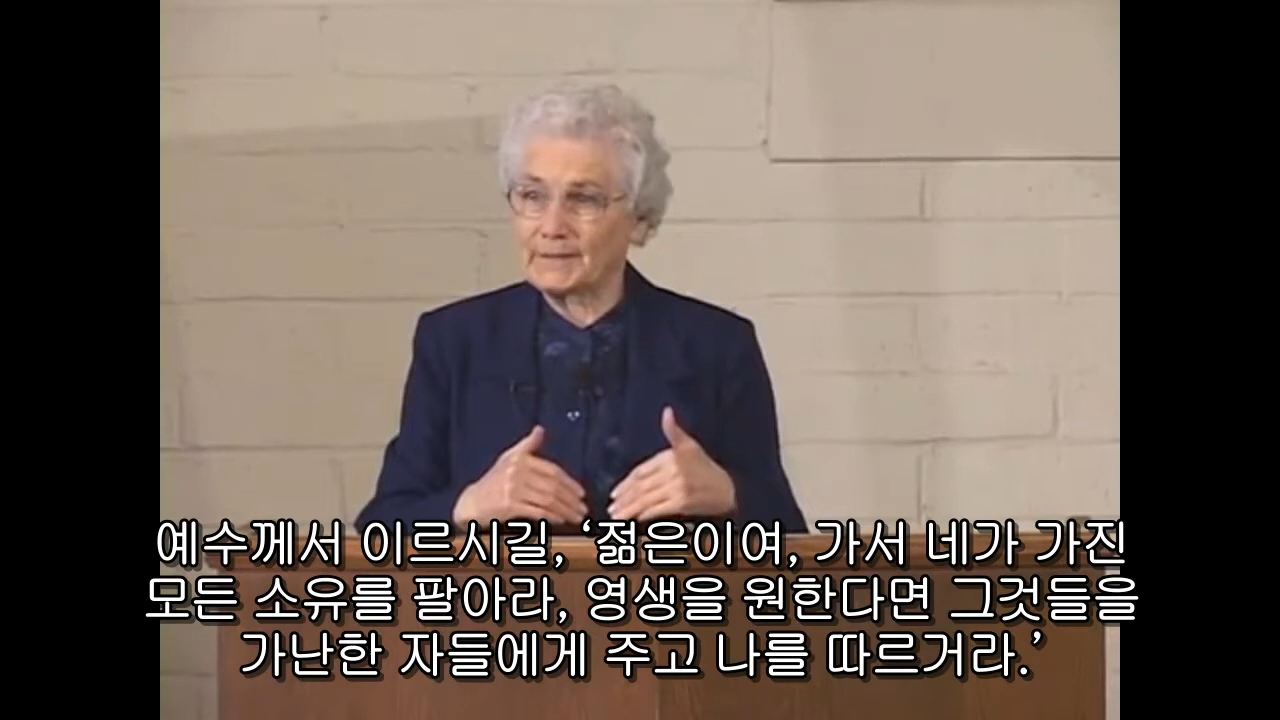 예수께서 이르시길, ‘젊은이여, 가서 네가 가진
모든 소유를 팔아라, 영생을 원한다면 그것들을
가난한 자들에게 주고 나를 따르거라.’